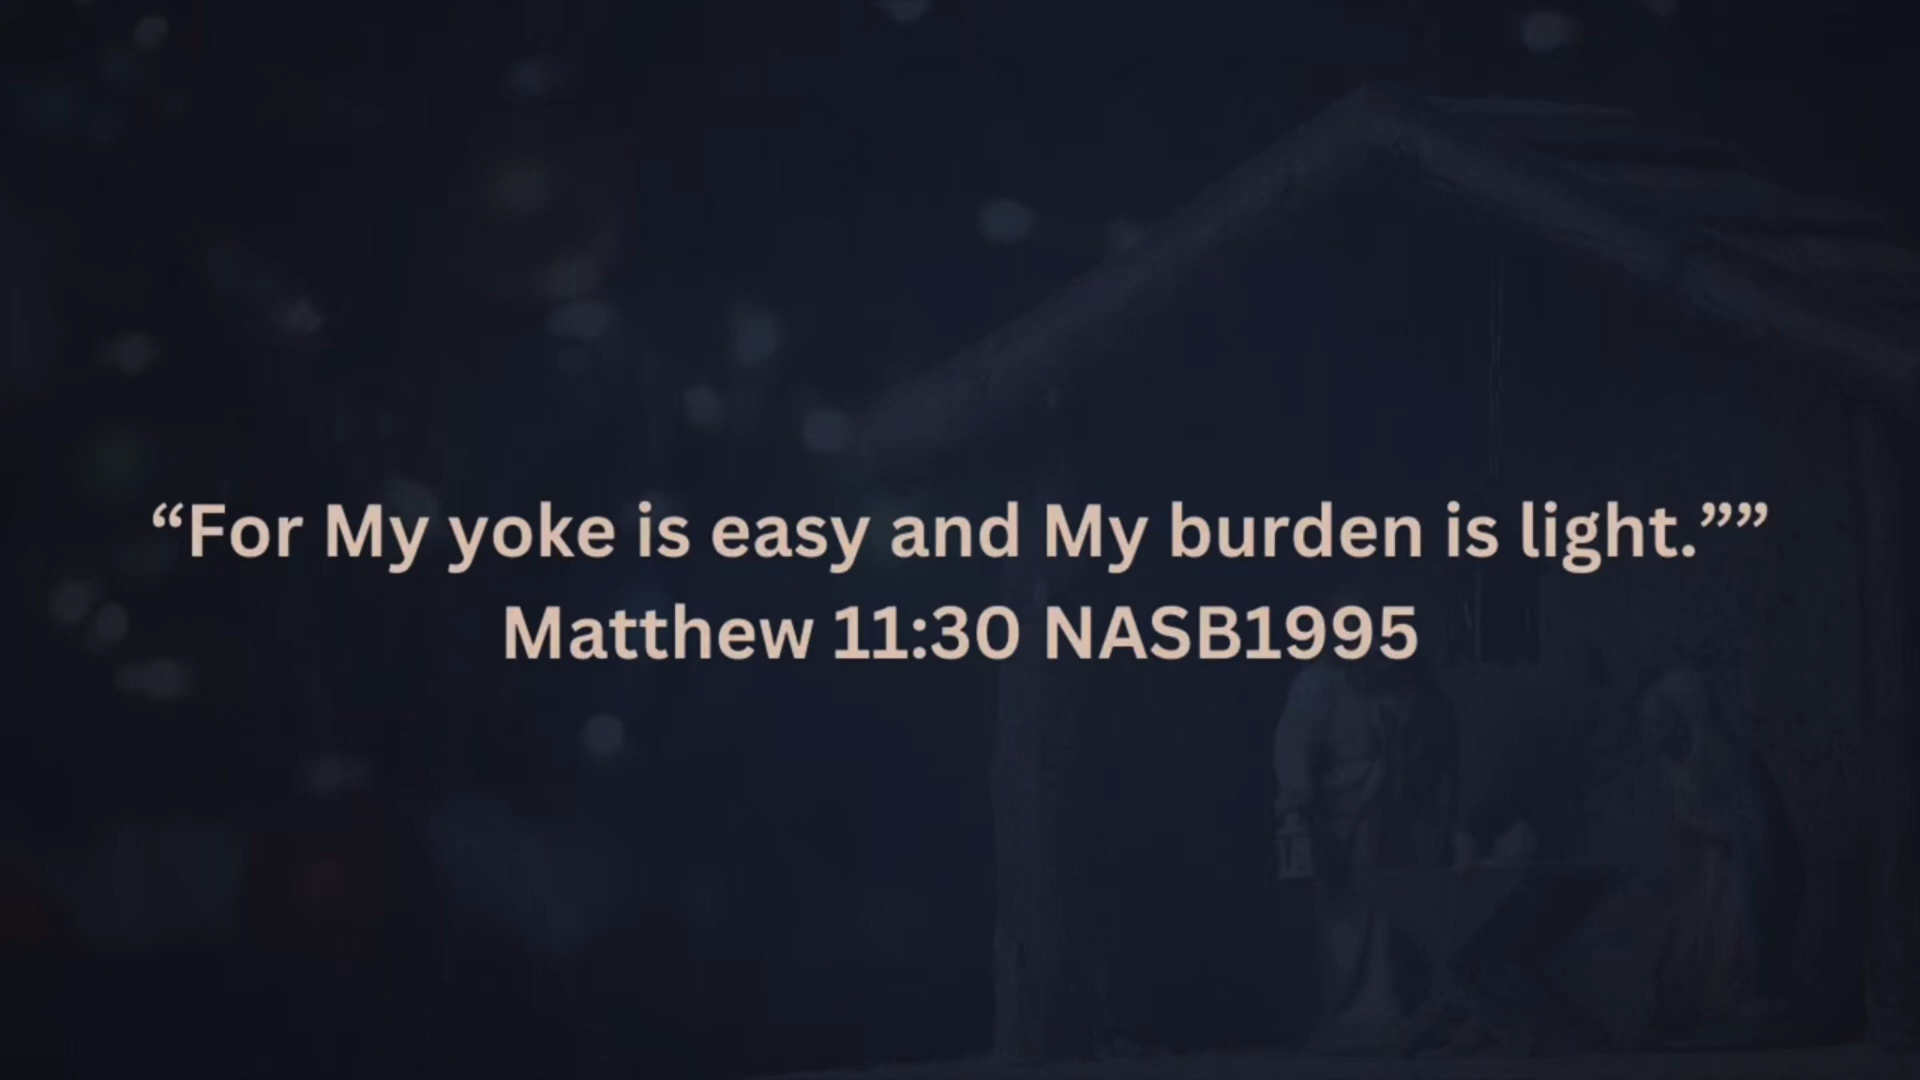 “For My yoke is easy and My burden is light.””
Matthew 11:30 NASB1995